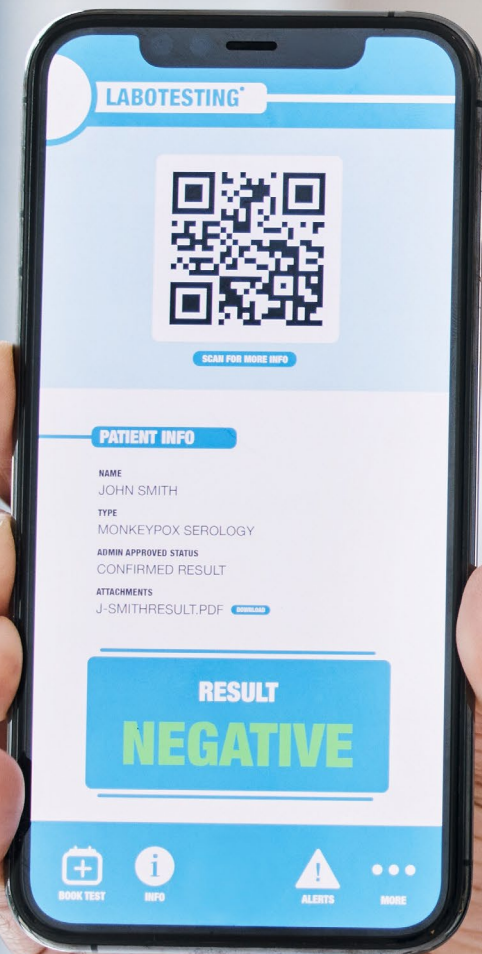 LABOTESTING*
SCAN FOR MORE INFO
PATIENT INFO
NAME
JOHN SMITH
TYPE
MONKEYPOX SEROLOGY
ADMIN APPROVED STATUS
CONFIRMED RESULT
ATTACHMENTS
J-SMITHRESULT.PDF DOWNLOAD
RESULT
NEGATIVE
BOOK TEST INFO ALERTS MORE